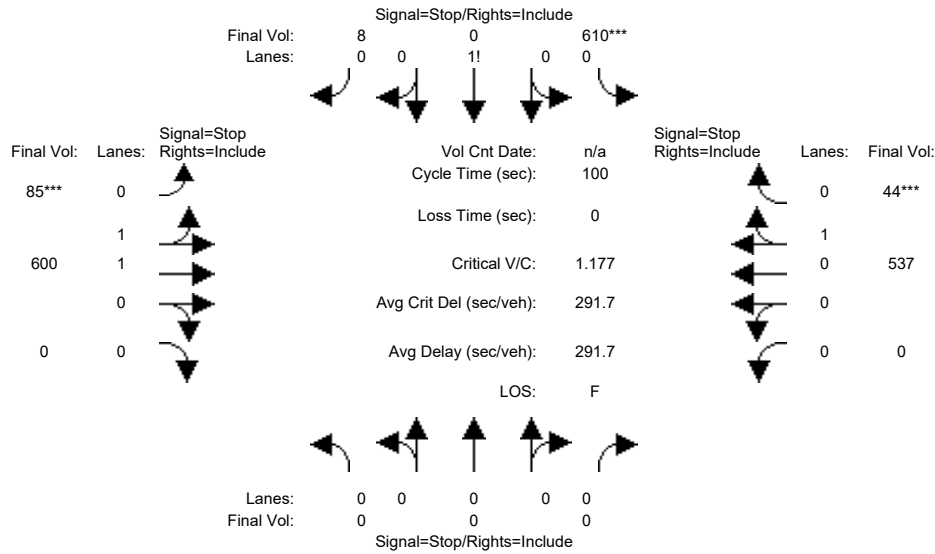 Signal=Stop/Rights=Include
Final Vol: 8 0 610***
Lanes: 0 0 1! 0 0
Signal=Stop
Final Vol: Lanes: Rights=Include
85*** 0
1
600 1
0
0 0
Vol Cnt Date: n/a
Cycle Time (sec): 100
Loss Time (sec): 0
Critical V/C: 1.177
Avg Crit Del (sec/veh): 291.7
Avg Delay (sec/veh): 291.7
LOS: F
Signal=Stop
Rights=Include Lanes: Final Vol:
0 44***
1
0 537
0
0 0
Lanes: 0 0 0 0 0
Final Vol: 0 0 0
Signal=Stop/Rights=Include